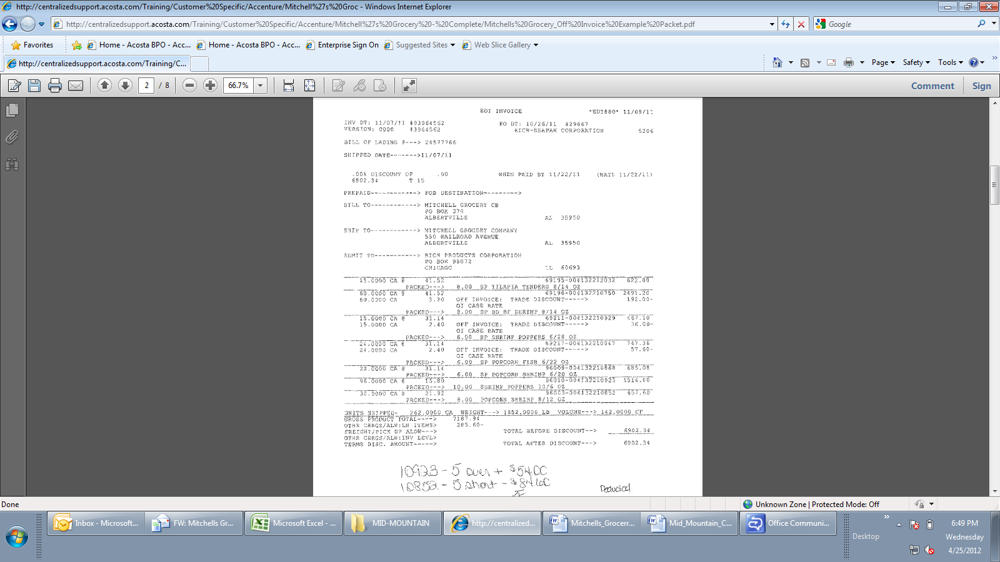 http://centralizedsupport.acosta.com/Training/Customer%20Specific/Accenture/Mitchell%27s%20Groc - Windows Internet Explorer
http://centralizedsupport.acosta.com/Training/Customer%20Specific/Accenture/Mitchell%27s%20Grocery%20-%20Complete/Mitchells%20Grocery_Off%20Invoice%20Example%20Packet.pdf
Google
Favorites Home - Acosta BPO - Acc... Home - Acosta BPO - Acc... Enterprise Sign On Suggested Sites Web Slice Gallery
http://centralizedsupport.acosta.com/Training/C... Page Safety Tools
2 / 8 66.7% Comment Sign
EDI INVOICE *EDI880* 11/09/11
INV DT: 11/07/11 #93964562 PO DT: 10/26/11 #29667
VERSION: 0000 #3964562 RICH-SEAPAK CORPORATION 5206
BILL OF LADING #---> 24577766
SHIPPED DATE------->11/07/11
.00% DISCOUNT OF .00 WHEN PAID BY 11/22/11 (MAIL 11/22/11)
6902.34 T 15
PREPAID------------> FOB DESTINATION--------->
BILL TO------------> MITCHELL GROCERY CB
PO BOX 370
ALBERTVILLE AL 35950
SHIP TO------------> MITCHELL GROCERY COMPANY
550 RAILROAD AVENUE
ALBERTVILLE AL 35950
REMIT TO-----------> RICH PRODUCTS CORPORATION
PO BOX 98072
CHICAGO IL 60693
15.0000 CA @ 41.52 69195-004132212032 622.80
PACKED---> 8.00 SP TILAPIA TENDERS 8/14 OZ
60.0000 CA @ 41.52 69196-004132210750 2491.20
60.0000 CA 3.20 OFF INVOICE: TRADE DISCOUNT-----> 192.00-
OI CASE RATE
PACKED---> 8.00 SP BD BF SHRIMP 8/14 OZ
15.0000 CA @ 31.14 69211-004132210929 467.10
15.0000 CA 2.40 OFF INVOICE: TRADE DISCOUNT-----> 36.00-
OI CASE RATE
PACKED---> 6.00 SP SHRIMP POPPERS 6/28 OZ
24.0000 CA @ 31.14 69217-004132210947 747.36
24.0000 CA 2.40 OFF INVOICE: TRADE DISCOUNT-----> 57.60-
OI CASE RATE
PACKED---> 6.00 SP POPCORN FISH 6/22 OZ
22.0000 CA @ 31.14 96009-004132210868 685.08
PACKED---> 6.00 SP POPCORN SHRIMP 6/20 OZ
96.0000 CA @ 15.80 96010-004132210923 1516.80
PACKED---> 10.00 SHRIMP POPPERS 10/6 OZ
30.0000 CA @ 21.92 96003-004132210852 657.60
PACKED---> 8.00 POPCORN SHRIMP 8/12 OZ
UNITS SHIPPED- 262.0000 CA WEIGHT---> 1852.0000 LB VOLUME---> 142.0000 CF
GROSS PRODUCT TOTAL----> 7187.94
OTHR CHRGS/ALW:LN ITEMS> 285.60-
FREIGHT/PICK UP ALOW---> TOTAL BEFORE DISCOUNT--> 6902.34
OTHR CHRGS/ALW:INV LEVL>
TERMS DISC. AMOUNT-----> TOTAL AFTER DISCOUNT---> 6902.34
10923 - 5 over + $54.00
10852 - 5 short - $84.60
Deducted
Done Unknown Zone | Protected Mode: Off
Inbox - Microsoft... FW: Mitchells Gr... Microsoft Excel - ... MID-MOUNTAIN http://centralized... Mitchells_Grocerr... Mid_Mountain_C... Office Communi... Desktop
6:49 PM
Wednesday
4/25/2012